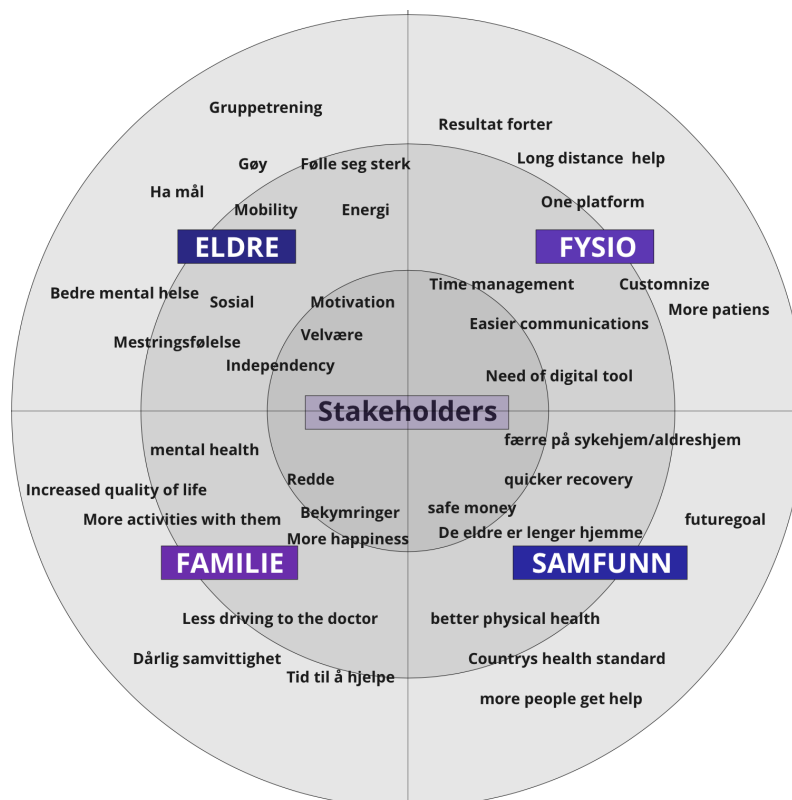 Gruppetrening
Gøy
Følle seg sterk
Ha mål
Mobility
Energi
ELDRE
Bedre mental helse
Sosial
Motivation
Mestringsfølelse
Velvære
Independency
Resultat forter
Long distance help
One platform
FYSIO
Time management
Customnize
More patiens
Easier communications
Need of digital tool
Stakeholders
mental health
Redde
Increased quality of life
Bekymringer
More activities with them
More happiness
FAMILIE
Less driving to the doctor
Dårlig samvittighet
Tid til å hjelpe
færre på sykehjem/aldreshjem
quicker recovery
safe money
futuregoal
De eldre er lenger hjemme
SAMFUNN
better physical health
Countrys health standard
more people get help